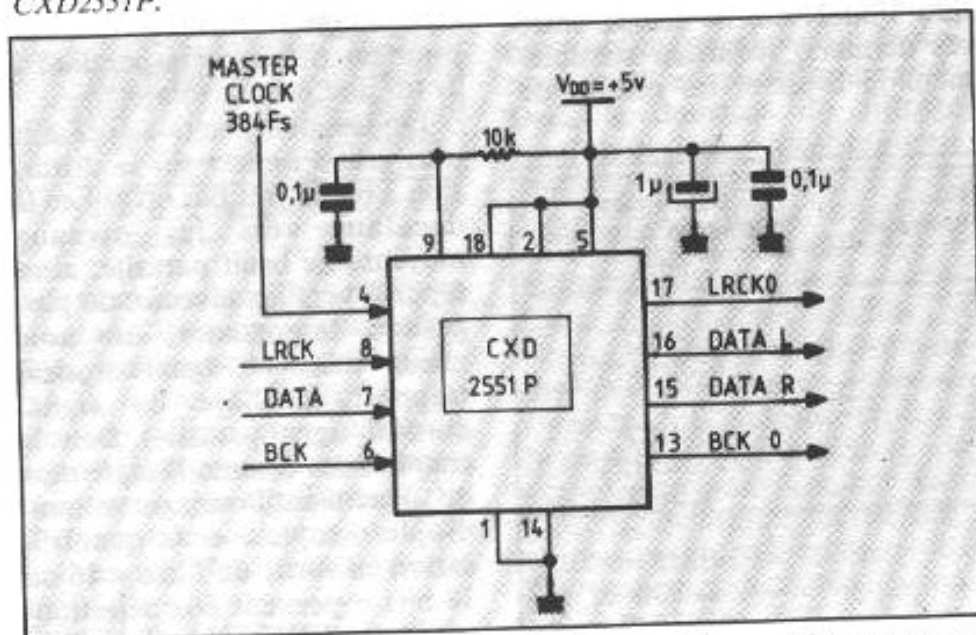 CXD2551P.
MASTER
CLOCK
384Fs
VDD=+5v
10k
0,1µ
1µ
0,1µ
9
18
2
5
4
17 LRCK0
LRCK 8
CXD
2551 P
16 DATA L
DATA 7
15 DATA R
BCK 6
13 BCK 0
1
14